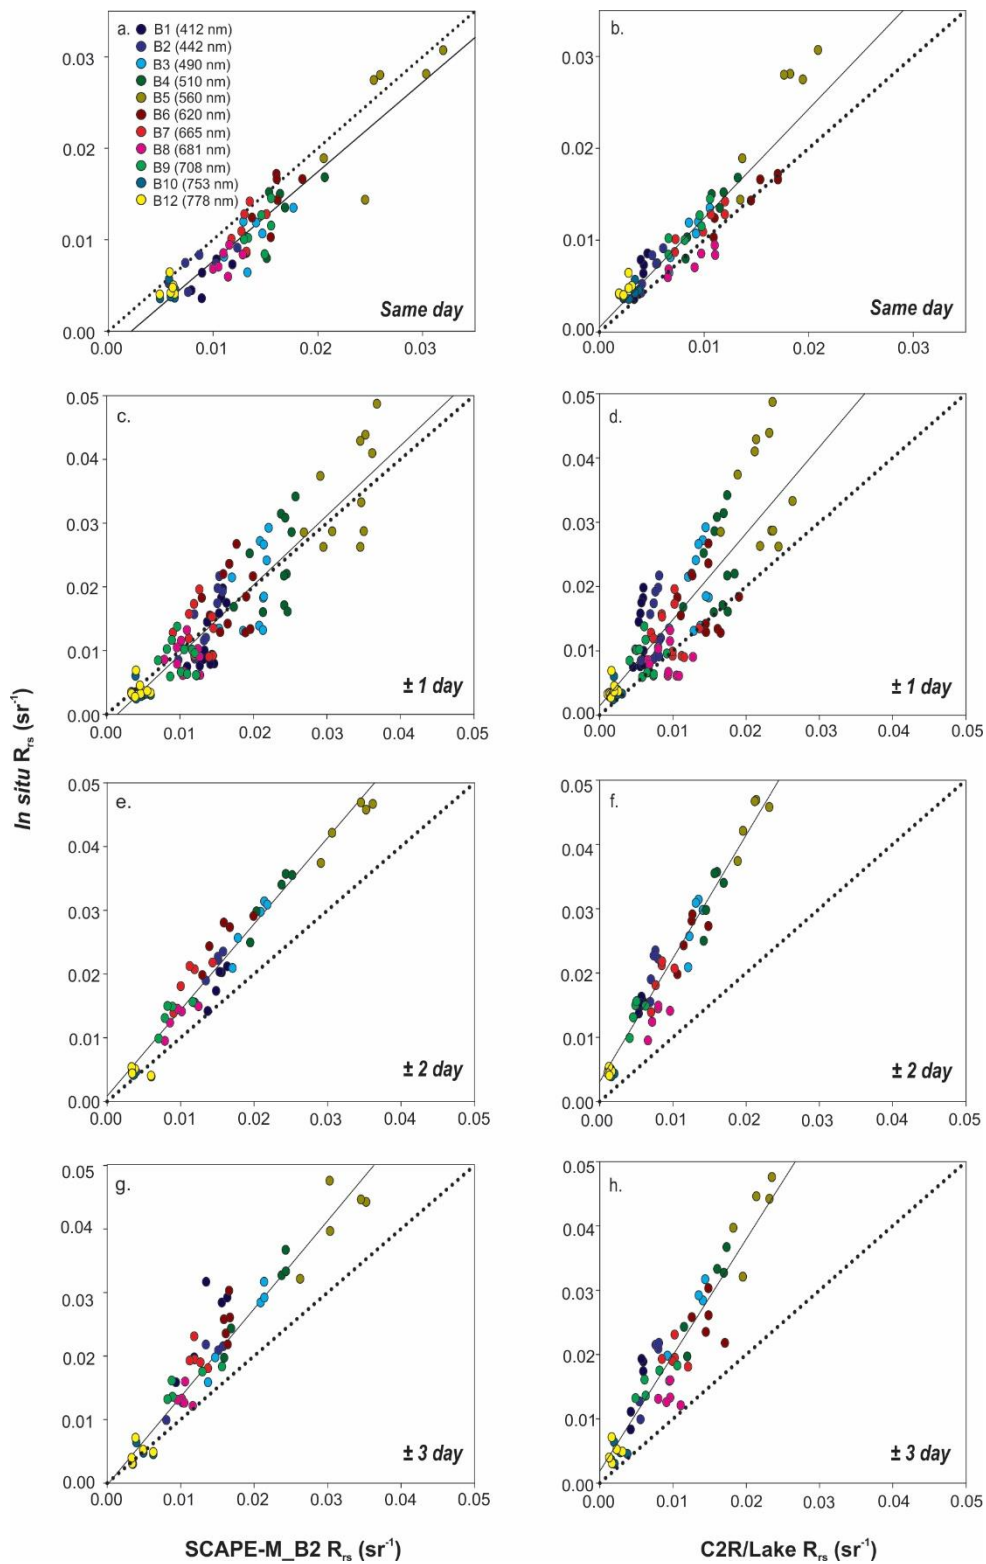 a.
B1 (412 nm)
B2 (442 nm)
B3 (490 nm)
B4 (510 nm)
B5 (560 nm)
B6 (620 nm)
B7 (665 nm)
B8 (681 nm)
B9 (708 nm)
B10 (753 nm)
B12 (778 nm)
0.03
0.02
0.01
0.00
Same day
0.00 0.01 0.02 0.03
b.
0.03
0.02
0.01
0.00
Same day
0.00 0.01 0.02 0.03
c.
0.05
0.04
0.03
0.02
0.01
0.00
± 1 day
0.00 0.01 0.02 0.03 0.04 0.05
d.
0.05
0.04
0.03
0.02
0.01
0.00
± 1 day
0.00 0.01 0.02 0.03 0.04 0.05
In situ Rrs (sr-1)
e.
0.05
0.04
0.03
0.02
0.01
0.00
± 2 day
0.00 0.01 0.02 0.03 0.04 0.05
f.
0.05
0.04
0.03
0.02
0.01
0.00
± 2 day
0.00 0.01 0.02 0.03 0.04 0.05
g.
0.05
0.04
0.03
0.02
0.01
0.00
± 3 day
0.00 0.01 0.02 0.03 0.04 0.05
h.
0.05
0.04
0.03
0.02
0.01
0.00
± 3 day
0.00 0.01 0.02 0.03 0.04 0.05
SCAPE-M_B2 Rrs (sr-1)
C2R/Lake Rrs (sr-1)